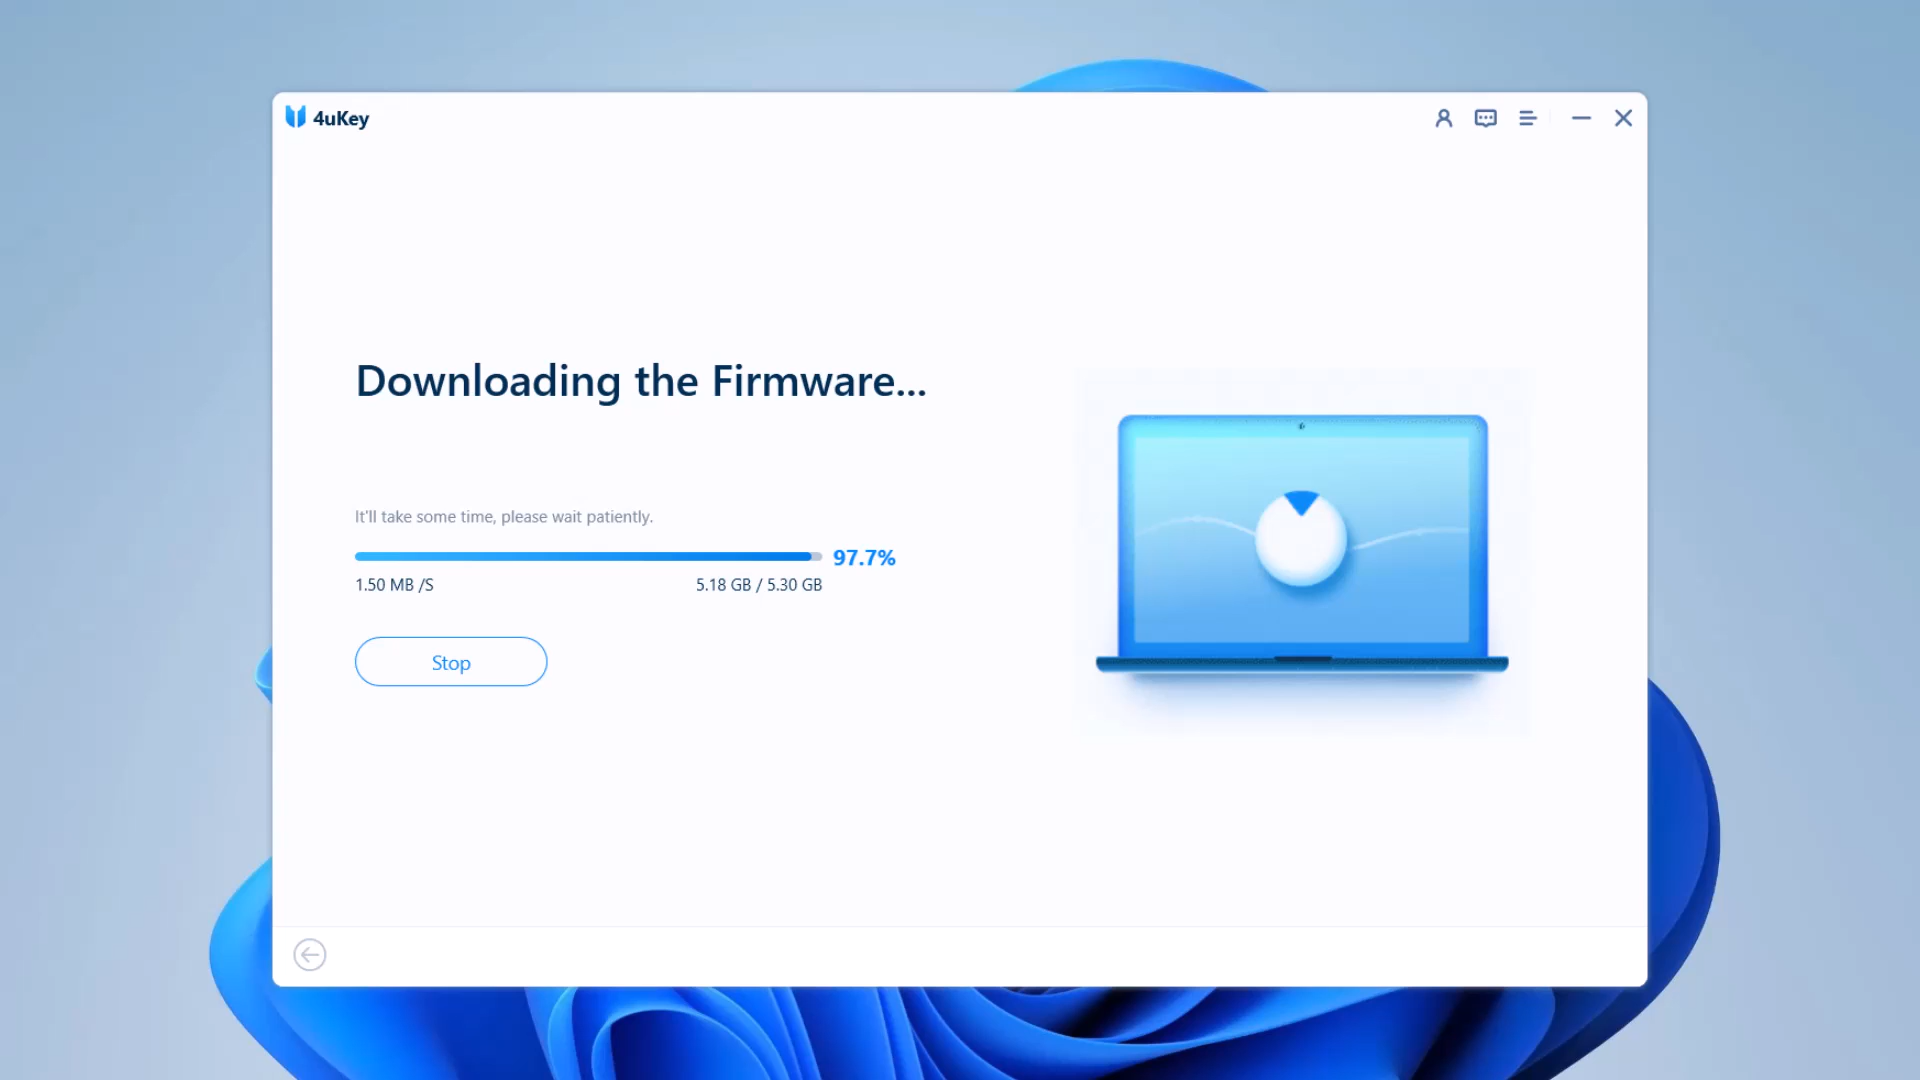 4uKey
Downloading the Firmware...
It'll take some time, please wait patiently.
97.7%
1.50 MB /S
5.18 GB / 5.30 GB
Stop